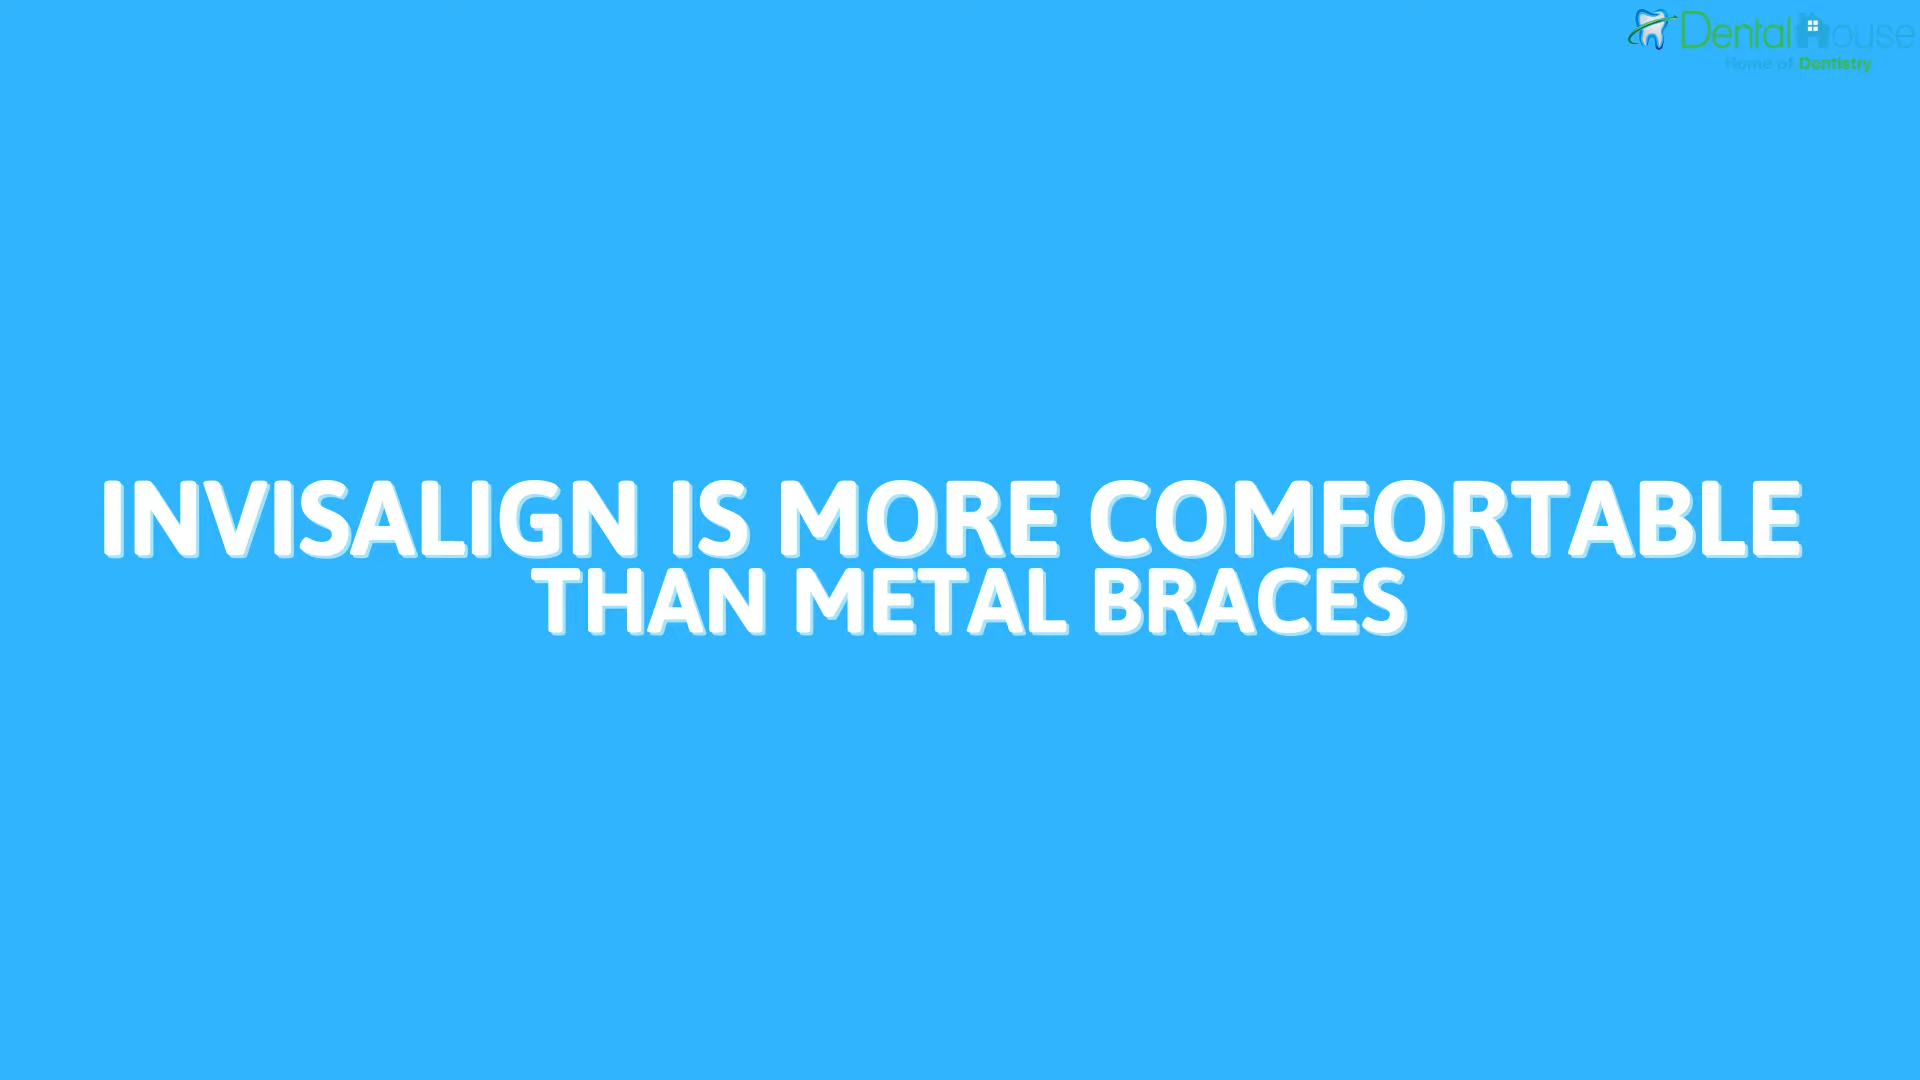 Dental House
Home of Dentistry
INVISALIGN IS MORE COMFORTABLE
THAN METAL BRACES